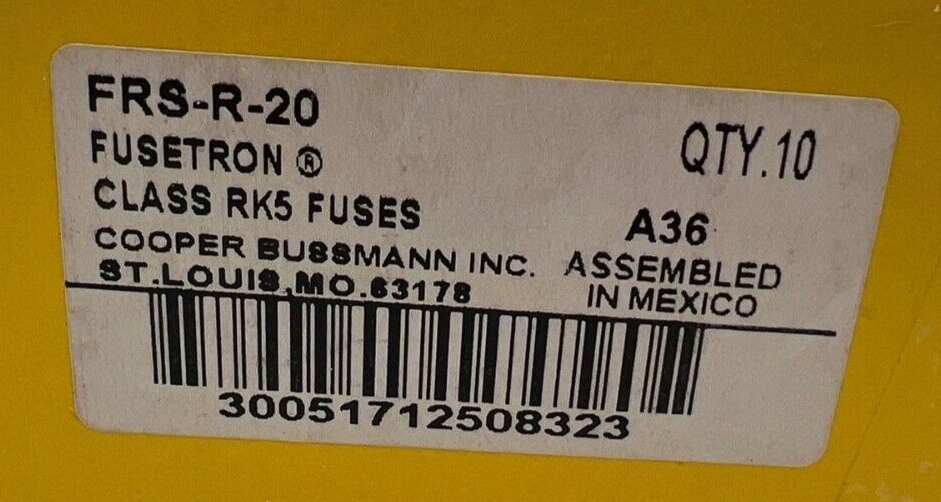 FRS-R-20
QTY.10
FUSETRON ®
CLASS RK5 FUSES
A36
COOPER BUSSMANN INC.
ASSEMBLED
ST.LOUIS,MO.63178
IN MEXICO
30051712508323